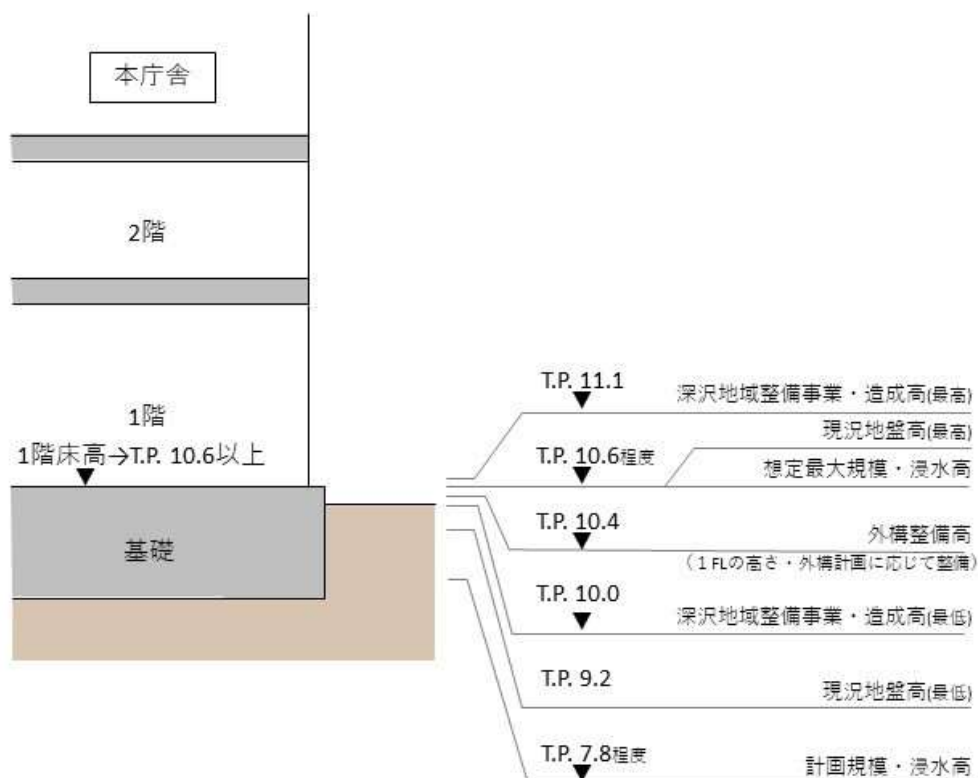 本庁舎
2階
1階
1階床高→T.P. 10.6以上
基礎
T.P. 11.1
深沢地域整備事業・造成高(最高)
現況地盤高(最高)
T.P. 10.6程度
想定最大規模・浸水高
T.P. 10.4
外構整備高
（１FLの高さ・外構計画に応じて整備）
T.P. 10.0
深沢地域整備事業・造成高(最低)
T.P. 9.2
現況地盤高(最低)
T.P. 7.8程度
計画規模・浸水高